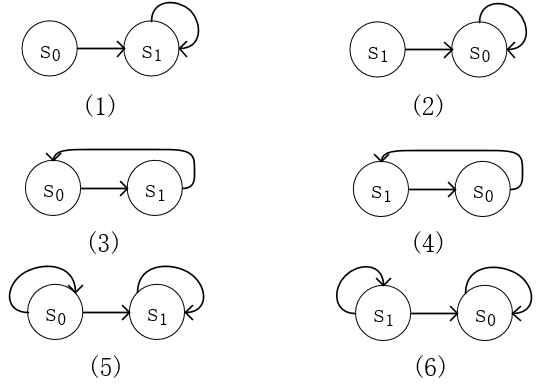 S0 S1 S1 S0
(1) (2)
S0 S1 S1 S0
(3) (4)
S0 S1 S1 S0
(5) (6)